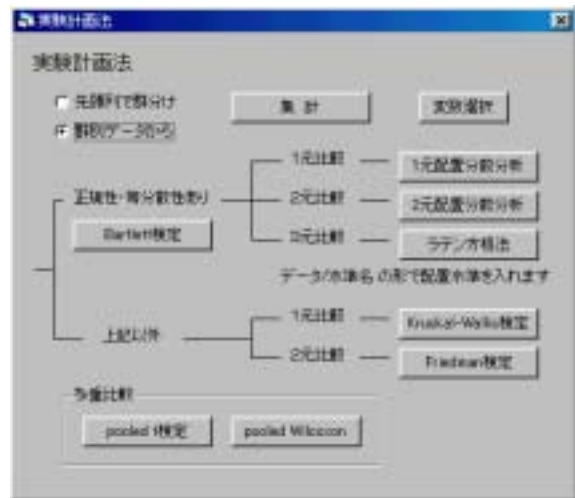 実験計画法
実験計画法
先頭列で群分け
群別データから
集計
変数選択
正規性・等分散性あり
Bartlett検定
1元比較
1元配置分散分析
2元比較
2元配置分散分析
3元比較
ラテン方格法
データ/水準名 の形で配置水準を入れます
上記以外
1元比較
Kruskal-Wallis検定
2元比較
Friedman検定
多重比較
pooled t検定
pooled Wilcoxon